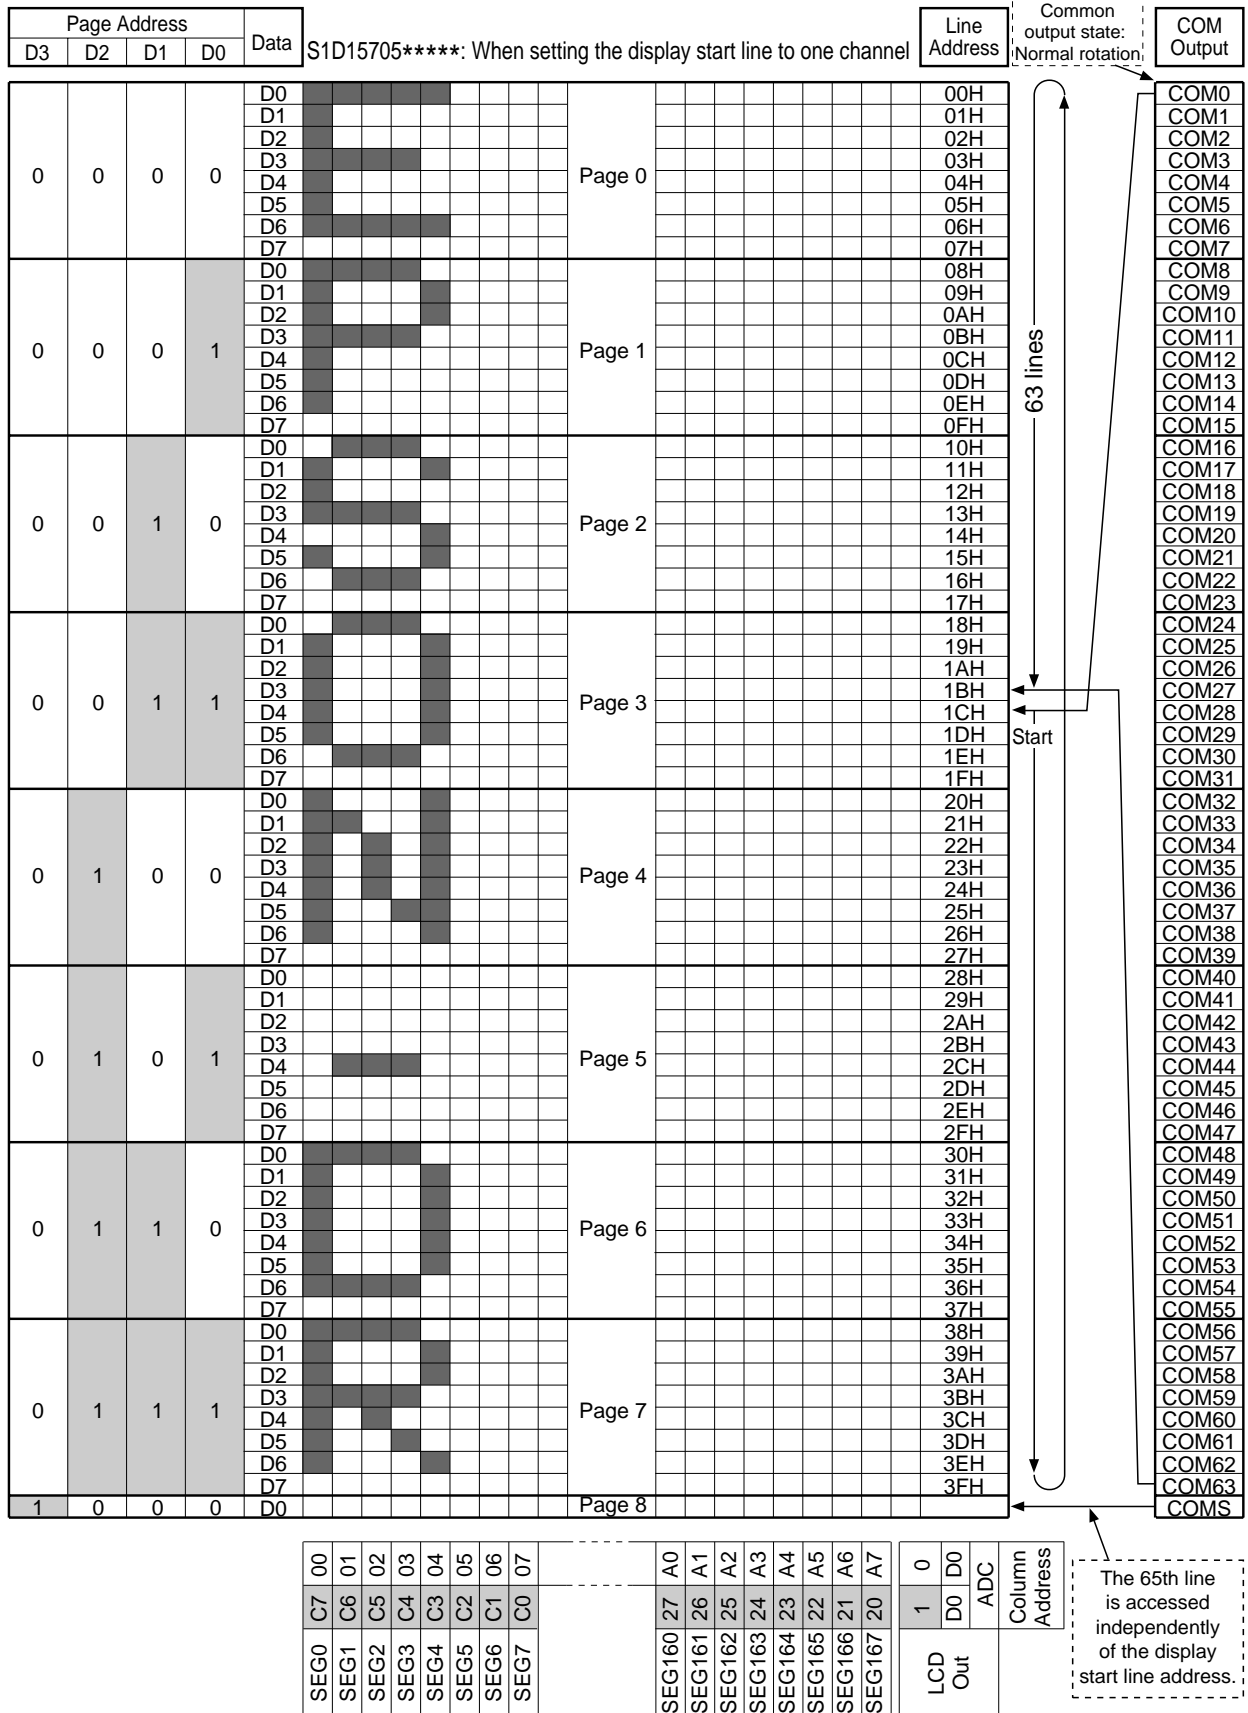 Page Address Data S1D15705*****: When setting the display start line to one channel Line Address Common output state: Normal rotation COM Output
D3 D2 D1 D0
D0 00H COM0
D1 01H COM1
D2 02H COM2
D3 03H COM3
0 0 0 0 D4 Page 0 04H COM4
D5 05H COM5
D6 06H COM6
D7 07H COM7
D0 08H COM8
D1 09H COM9
D2 0AH COM10
D3 0BH COM11
0 0 0 1 D4 Page 1 0CH 63 lines COM12
D5 0DH COM13
D6 0EH COM14
D7 0FH COM15
D0 10H COM16
D1 11H COM17
D2 12H COM18
D3 13H COM19
0 0 1 0 D4 Page 2 14H COM20
D5 15H COM21
D6 16H COM22
D7 17H COM23
D0 18H COM24
D1 19H COM25
D2 1AH COM26
D3 1BH COM27
0 0 1 1 D4 Page 3 1CH COM28
D5 1DH Start COM29
D6 1EH COM30
D7 1FH COM31
D0 20H COM32
D1 21H COM33
D2 22H COM34
D3 23H COM35
0 1 0 0 D4 Page 4 24H COM36
D5 25H COM37
D6 26H COM38
D7 27H COM39
D0 28H COM40
D1 29H COM41
D2 2AH COM42
D3 2BH COM43
0 1 0 1 D4 Page 5 2CH COM44
D5 2DH COM45
D6 2EH COM46
D7 2FH COM47
D0 30H COM48
D1 31H COM49
D2 32H COM50
D3 33H COM51
0 1 1 0 D4 Page 6 34H COM52
D5 35H COM53
D6 36H COM54
D7 37H COM55
D0 38H COM56
D1 39H COM57
D2 3AH COM58
D3 3BH COM59
0 1 1 1 D4 Page 7 3CH COM60
D5 3DH COM61
D6 3EH COM62
D7 3FH COM63
1 0 0 0 D0 Page 8 COMS
00 01 02 03 04 05 06 07 A0 A1 A2 A3 A4 A5 A6 A7 0 D0 ADC Column Address
C7 C6 C5 C4 C3 C2 C1 C0 27 26 25 24 23 22 21 20 1 D0
SEG0 SEG1 SEG2 SEG3 SEG4 SEG5 SEG6 SEG7 SEG160 SEG161 SEG162 SEG163 SEG164 SEG165 SEG166 SEG167 LCD Out
The 65th line
is accessed
independently
of the display
start line address.